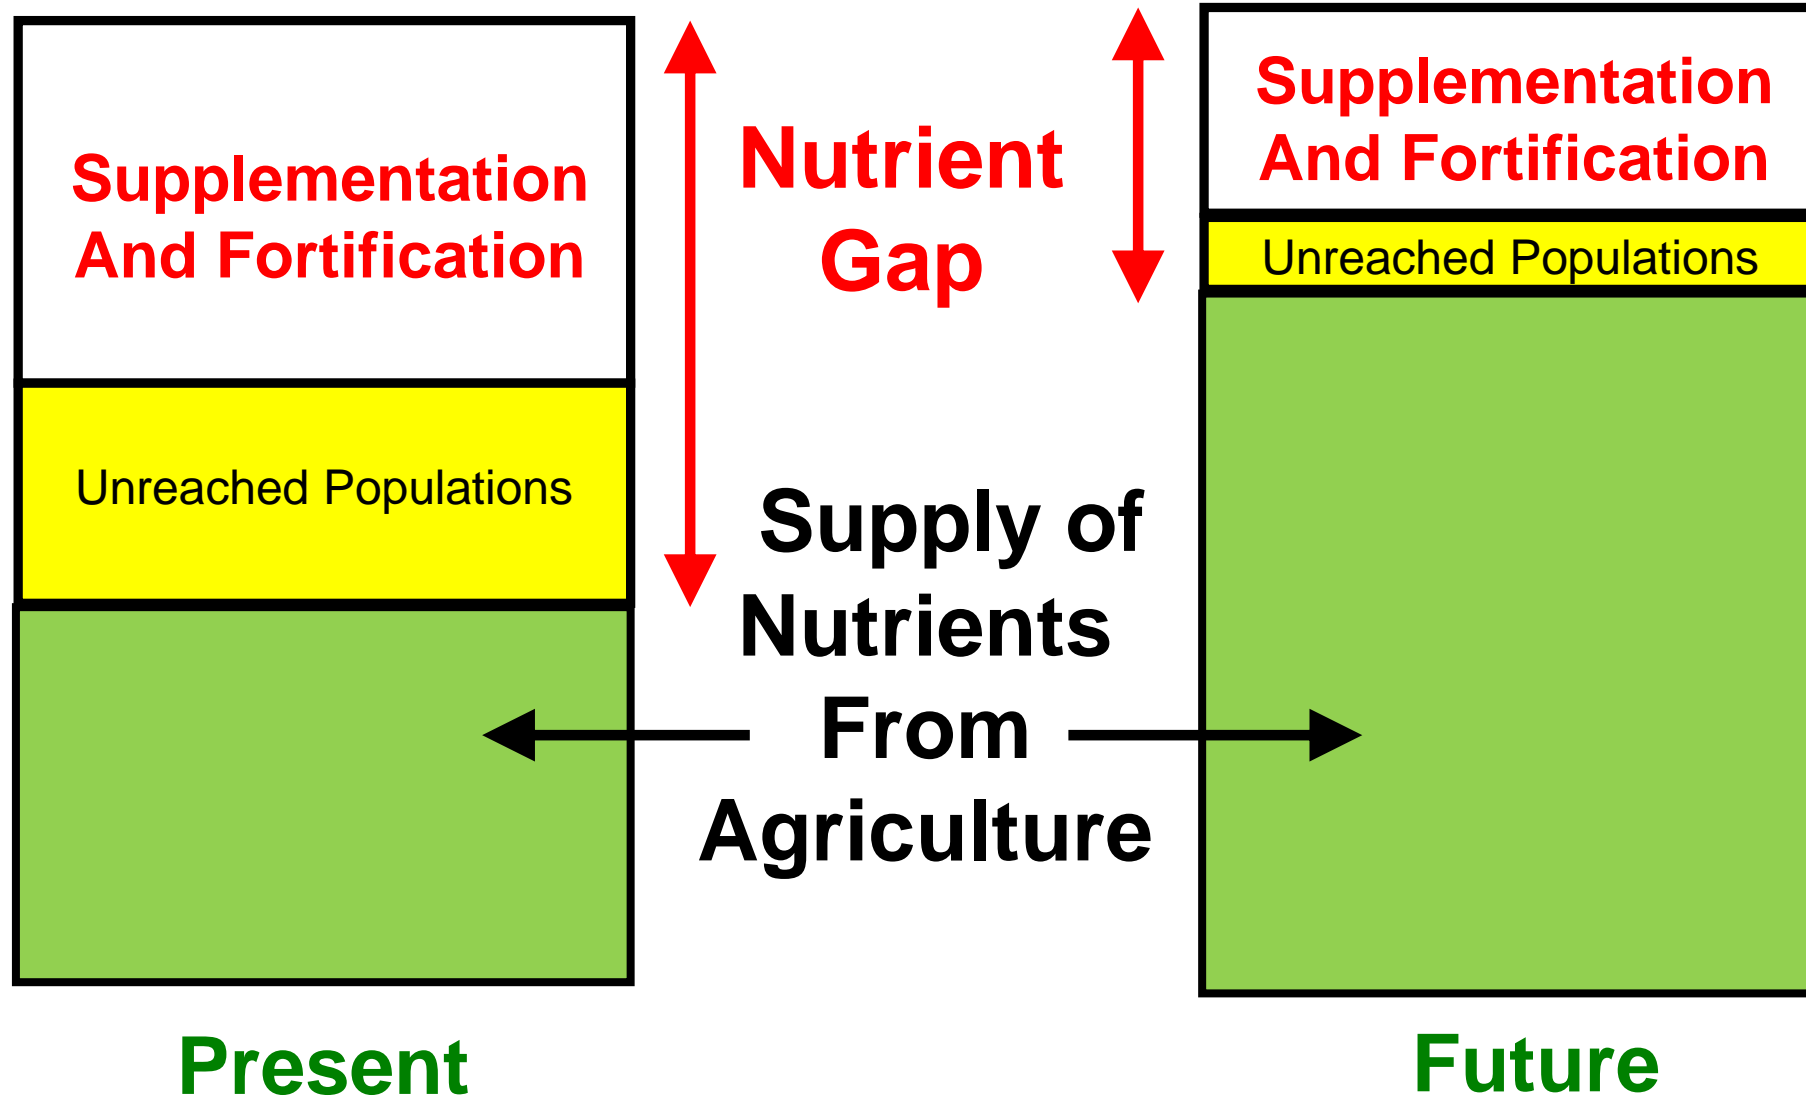 Supplementation
And Fortification
Unreached Populations
Nutrient
Gap
Supply of
Nutrients
From
Agriculture
Supplementation
And Fortification
Unreached Populations
Present
Future